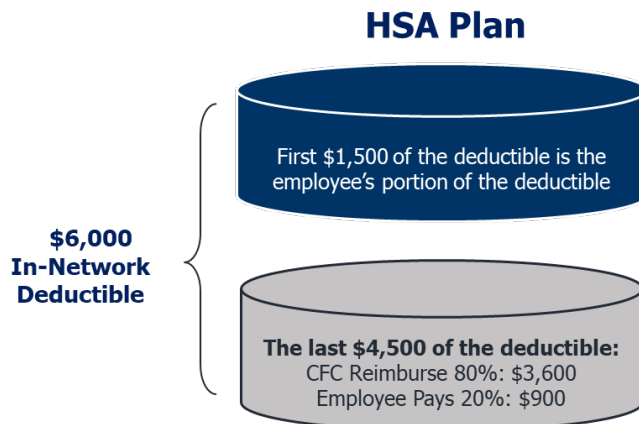 HSA Plan
First $1,500 of the deductible is the
employee's portion of the deductible
$6,000
In-Network
Deductible
The last $4,500 of the deductible:
CFC Reimburse 80%: $3,600
Employee Pays 20%: $900